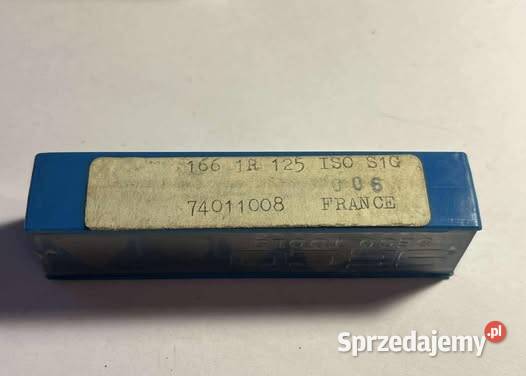 166 1R 125 ISO S1G
006
74011008 FRANCE
Sprzedajemy.pl